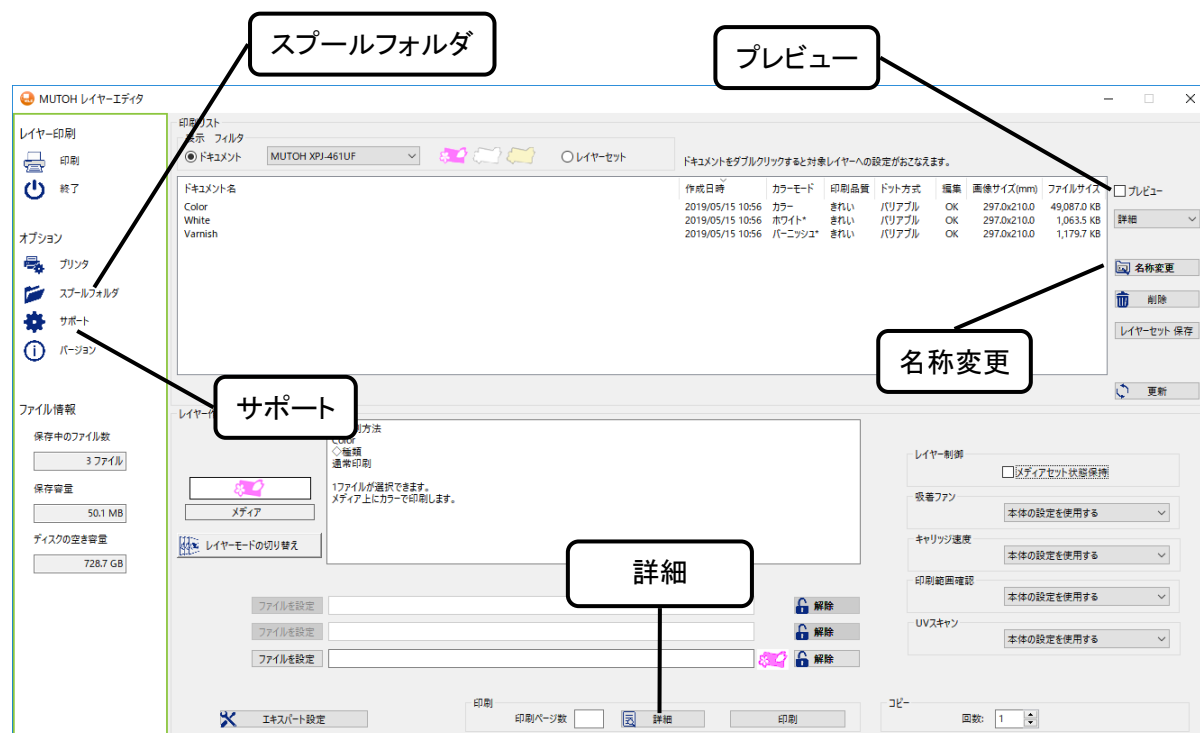 スプールフォルダ
プレビュー
MUTOH レイヤーエディタ
レイヤー印刷
印刷
終了
オプション
プリンタ
スプールフォルダ
サポート
バージョン
ファイル情報
保存中のファイル数
3 ファイル
保存容量
50.1 MB
ディスクの空き容量
728.7 GB
印刷リスト
表示 フィルタ
ドキュメント
MUTOH XPJ-461UF
レイヤーセット
ドキュメントをダブルクリックすると対象レイヤーへの設定がおこなえます。
ドキュメント名 作成日時 カラーモード 印刷品質 ドット方式 編集 画像サイズ(mm) ファイルサイズ
Color 2019/05/15 10:56 カラー きれい バリアブル OK 297.0x210.0 49,087.0 KB
White 2019/05/15 10:56 ホワイト* きれい バリアブル OK 297.0x210.0 1,063.5 KB
Varnish 2019/05/15 10:56 バーニッシュ* きれい バリアブル OK 297.0x210.0 1,179.7 KB
プレビュー
詳細
名称変更
削除
レイヤーセット 保存
更新
名称変更
サポート
レイヤー
方法
Color
◇種類
通常印刷
1ファイルが選択できます。
メディア上にカラーで印刷します。
メディア
レイヤーモードの切り替え
レイヤー制御
メディアセット状態保持
吸着ファン
本体の設定を使用する
キャリッジ速度
本体の設定を使用する
印刷範囲確認
本体の設定を使用する
UVスキャン
本体の設定を使用する
詳細
ファイルを設定 解除
ファイルを設定 解除
ファイルを設定 解除
エキスパート設定
印刷
印刷ページ数
詳細
印刷
コピー
回数: 1